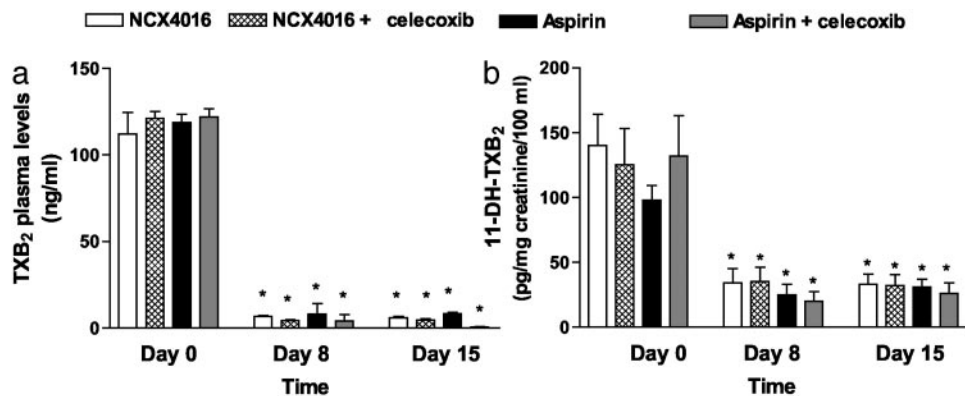 NCX4016 NCX4016 + celecoxib Aspirin Aspirin + celecoxib
a
TXB2 plasma levels
(ng/ml)
150
100
50
0
* * * * * * * *
Day 0 Day 8 Day 15
Time
b
11-DH-TXB2
(pg/mg creatinine/100 ml)
200
150
100
50
0
* * * * * * * *
Day 0 Day 8 Day 15
Time